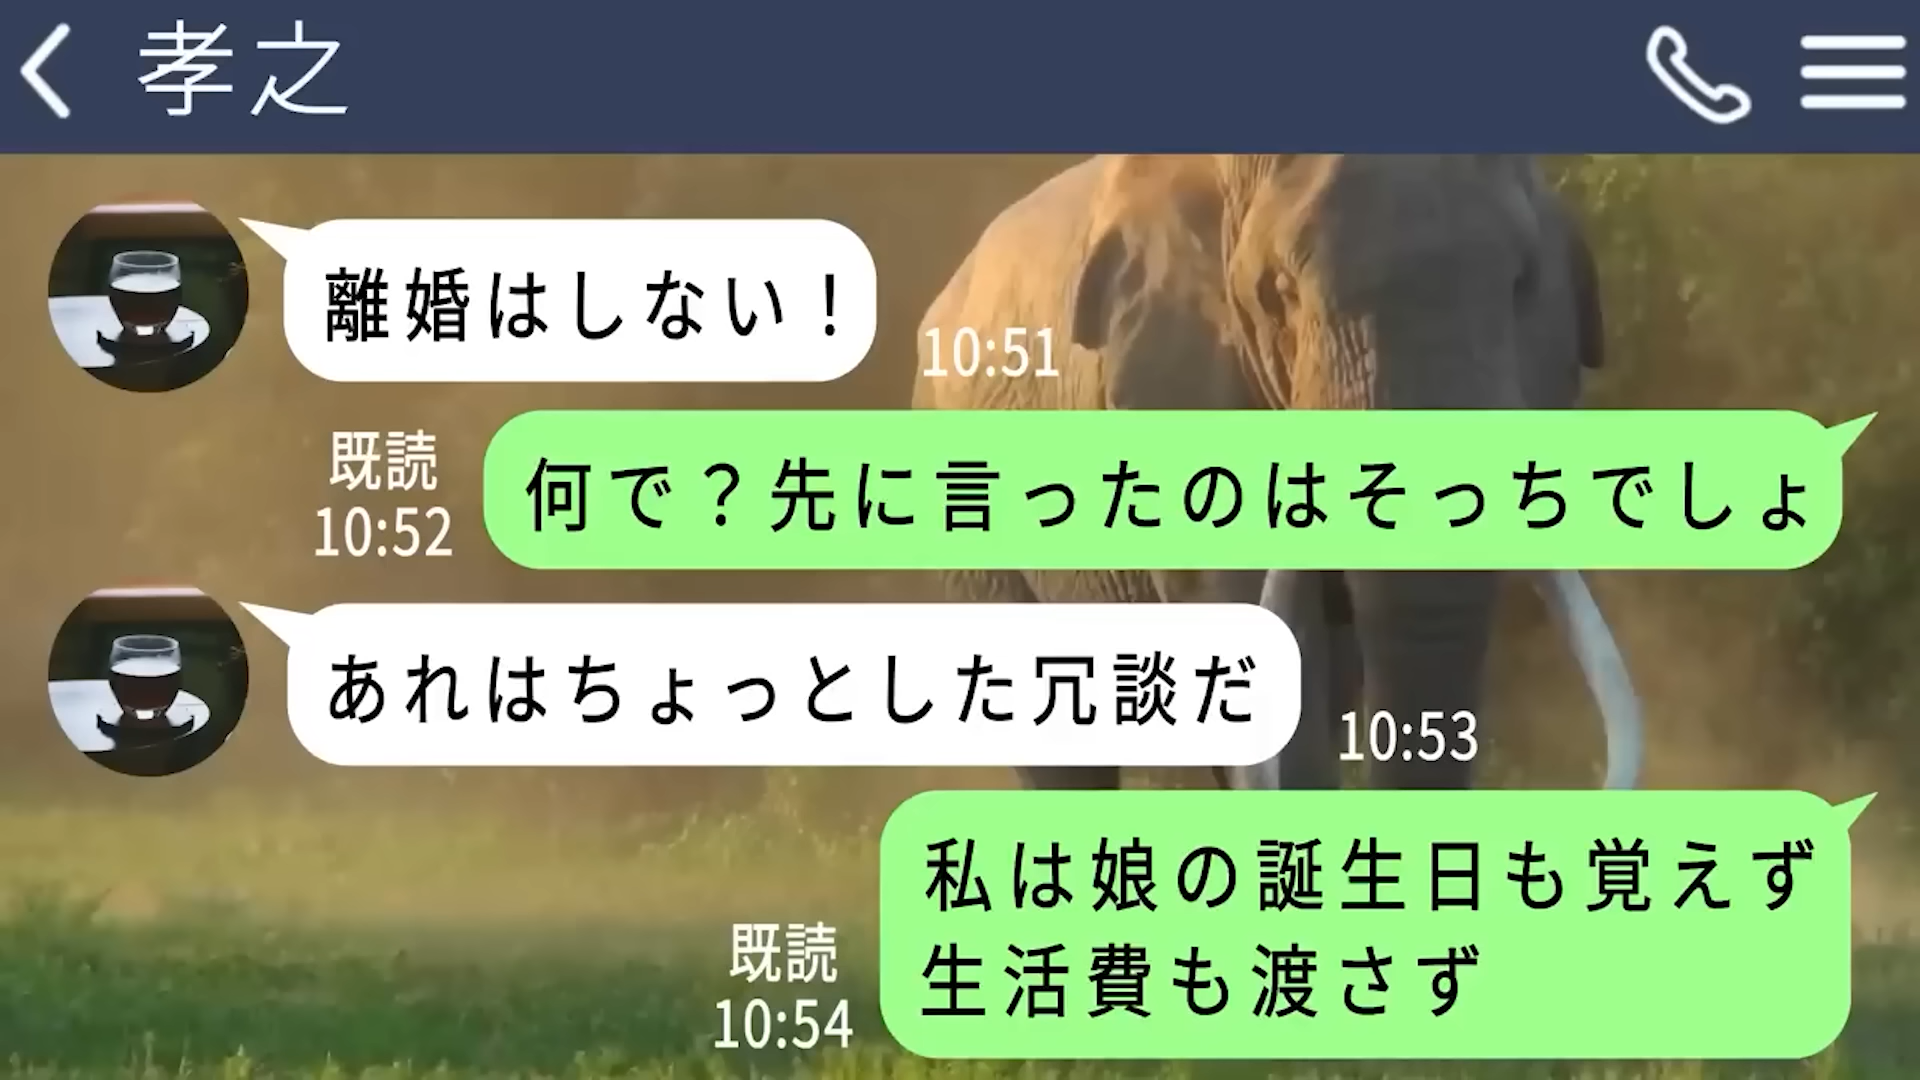 孝之
離婚はしない！
10:51
何で？先に言ったのはそっちでしょ
既読
10:52
あれはちょっとした冗談だ
10:53
私は娘の誕生日も覚えず
生活費も渡さず
既読
10:54